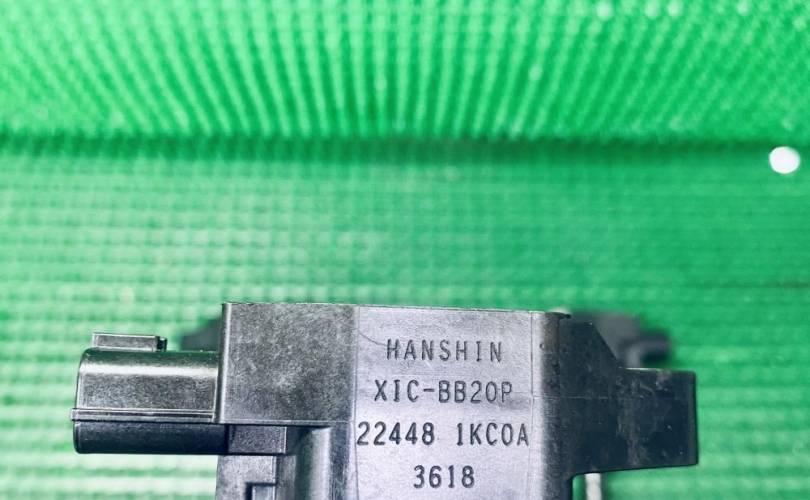 HANSHIN
XIC-BB20P
22448 1KC0A
3618